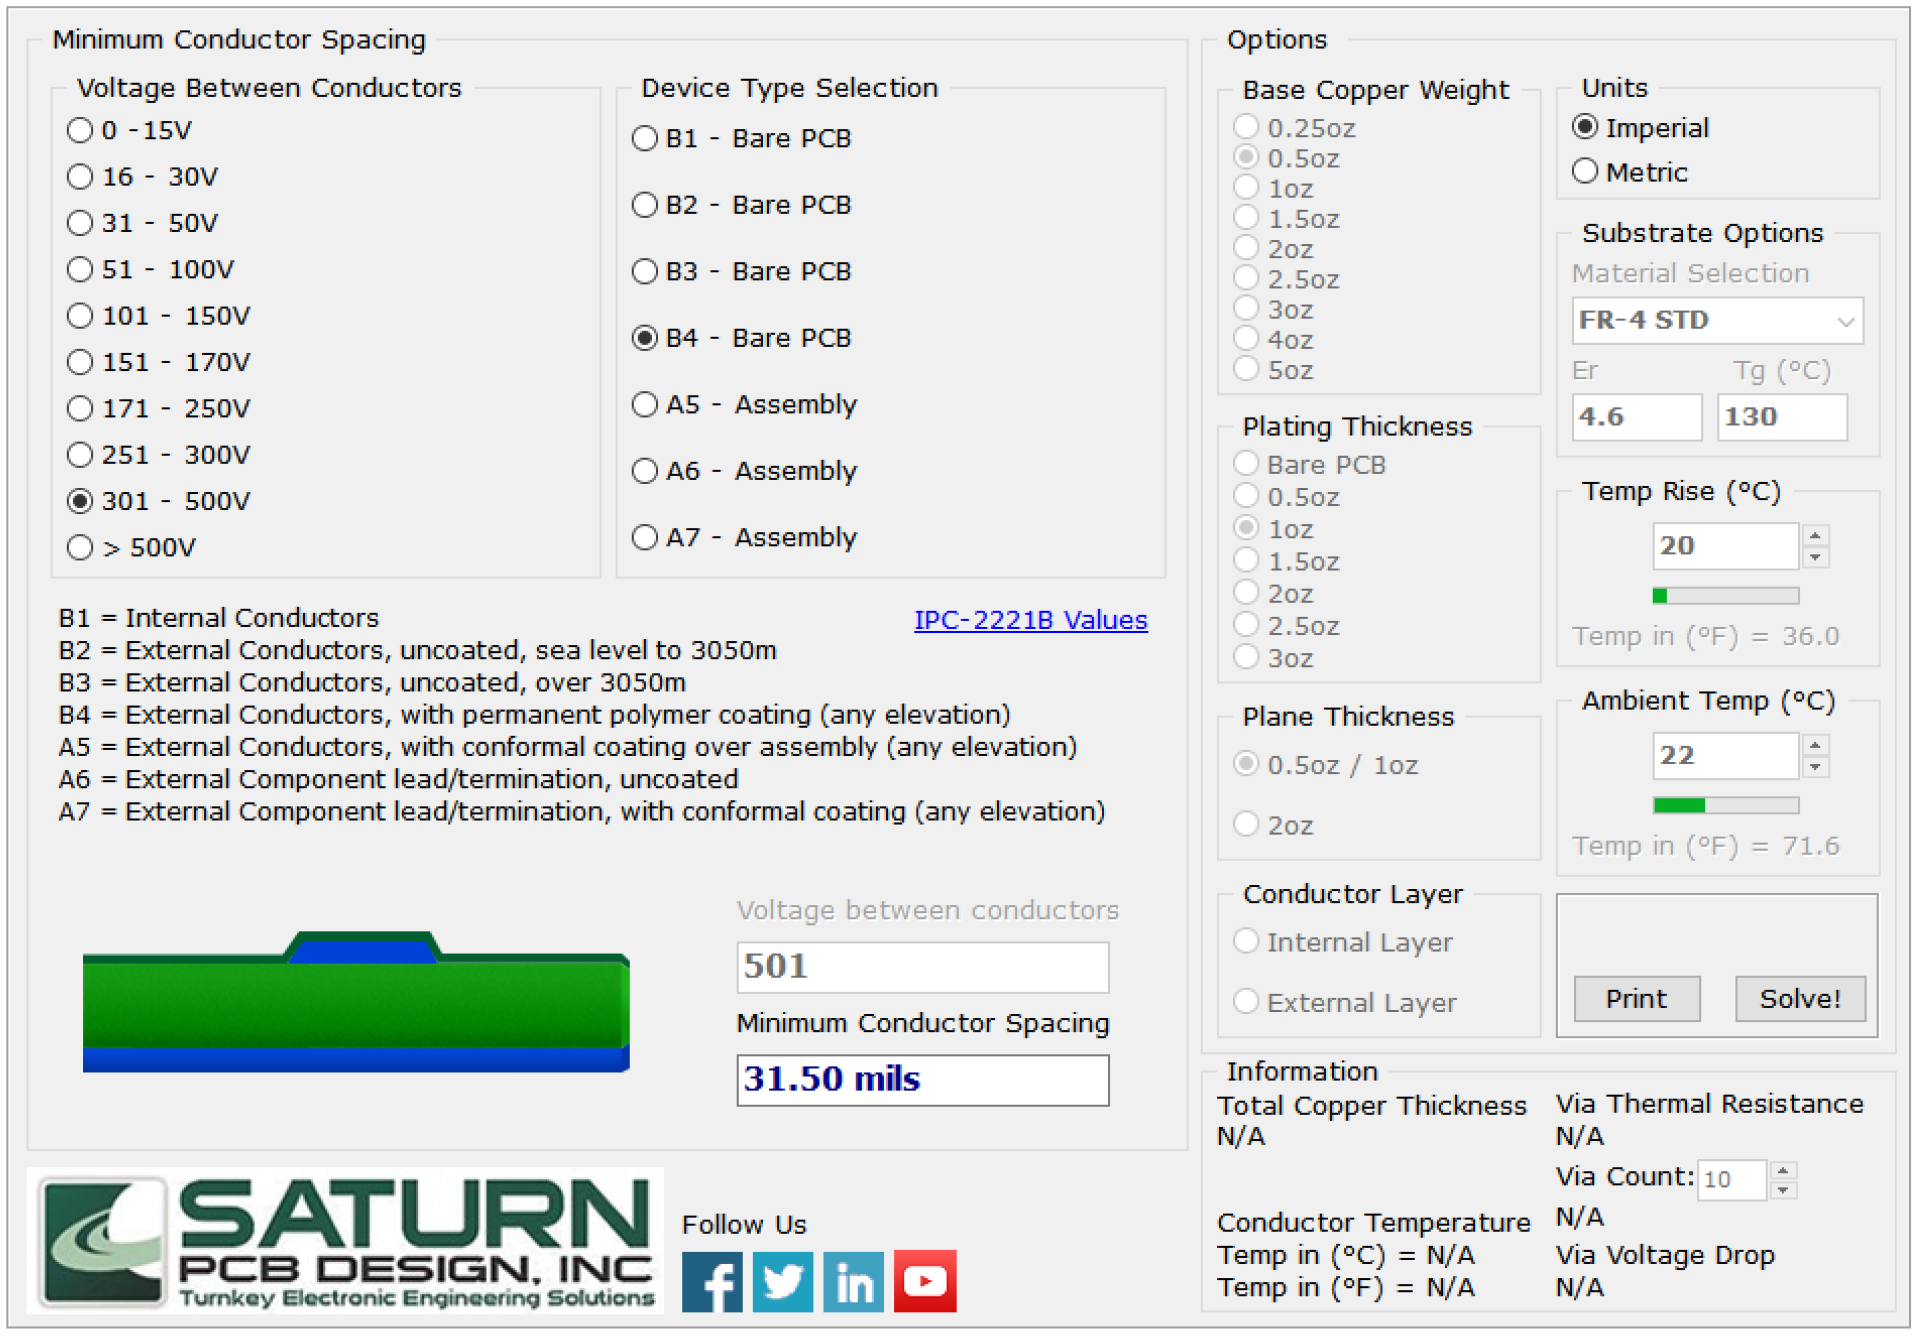 Minimum Conductor Spacing
Voltage Between Conductors
0 -15V
16 - 30V
31 - 50V
51 - 100V
101 - 150V
151 - 170V
171 - 250V
251 - 300V
301 - 500V
> 500V
Device Type Selection
B1 - Bare PCB
B2 - Bare PCB
B3 - Bare PCB
B4 - Bare PCB
A5 - Assembly
A6 - Assembly
A7 - Assembly
B1 = Internal Conductors
IPC-2221B Values
B2 = External Conductors, uncoated, sea level to 3050m
B3 = External Conductors, uncoated, over 3050m
B4 = External Conductors, with permanent polymer coating (any elevation)
A5 = External Conductors, with conformal coating over assembly (any elevation)
A6 = External Component lead/termination, uncoated
A7 = External Component lead/termination, with conformal coating (any elevation)
Voltage between conductors
501
Minimum Conductor Spacing
31.50 mils
SATURN
PCB DESIGN, INC
Turnkey Electronic Engineering Solutions
Follow Us
Options
Base Copper Weight
0.25oz
0.5oz
1oz
1.5oz
2oz
2.5oz
3oz
4oz
5oz
Plating Thickness
Bare PCB
0.5oz
1oz
1.5oz
2oz
2.5oz
3oz
Plane Thickness
0.5oz / 1oz
2oz
Conductor Layer
Internal Layer
External Layer
Units
Imperial
Metric
Substrate Options
Material Selection
FR-4 STD
Er Tg (°C)
4.6 130
Temp Rise (°C)
20
Temp in (°F) = 36.0
Ambient Temp (°C)
22
Temp in (°F) = 71.6
Print Solve!
Information
Total Copper Thickness
N/A
Conductor Temperature
Temp in (°C) = N/A
Temp in (°F) = N/A
Via Thermal Resistance
N/A
Via Count: 10
N/A
Via Voltage Drop
N/A